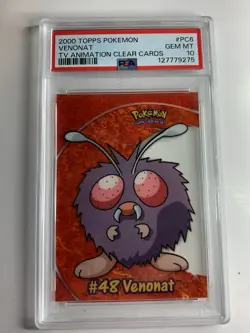 2000 TOPPS POKEMON #PC6
VENONAT GEM MT
TV ANIMATION CLEAR CARDS 10
PSA 127779275
Pokémon
#48 Venonat